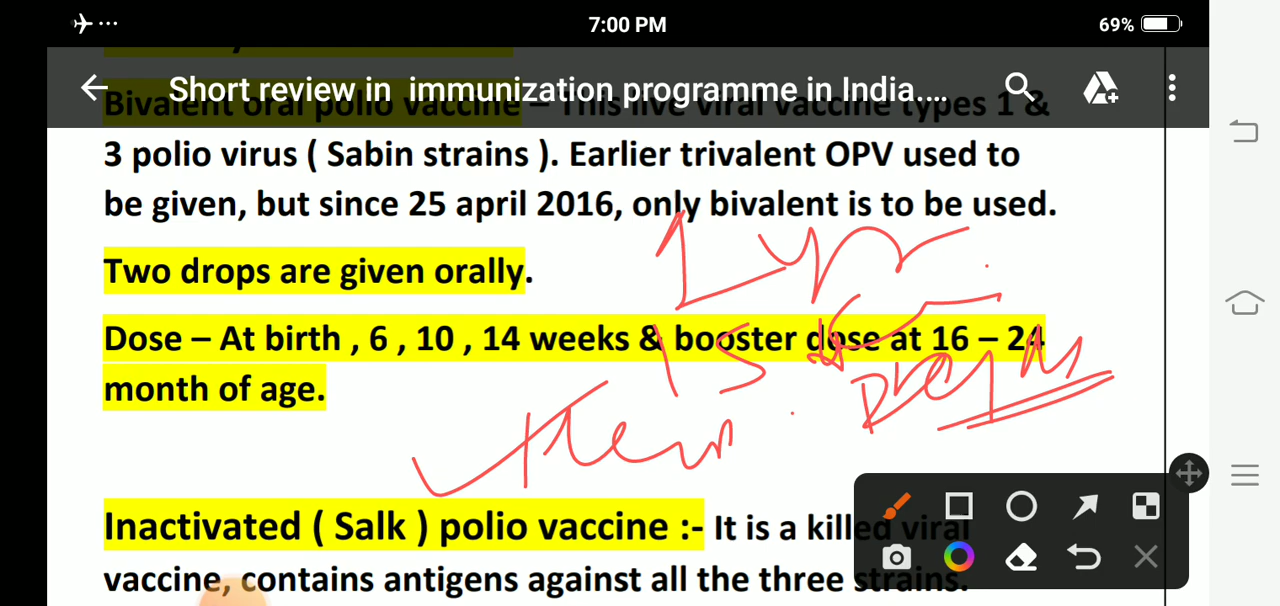 7:00 PM
69%
Short review in immunization programme in India....
Bivalent oral polio vaccine – This live viral vaccine types 1 &
3 polio virus ( Sabin strains ). Earlier trivalent OPV used to
be given, but since 25 april 2016, only bivalent is to be used.
1 yr
Two drops are given orally.
Dose – At birth , 6 , 10 , 14 weeks & booster dose at 16 – 24
month of age.
Inactivated ( Salk ) polio vaccine :- It is a killed viral
vaccine, contains antigens against all the three strains.